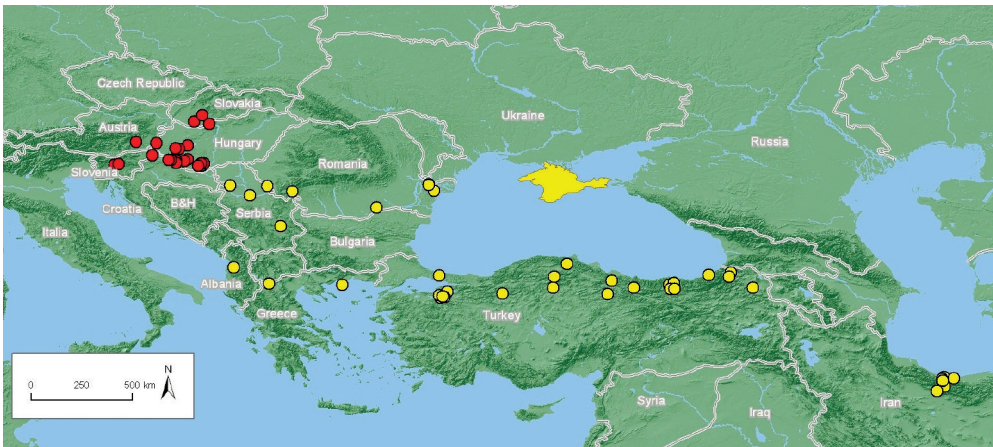 Czech Republic
Slovakia
Ukraine
Austria
Hungary
Russia
Romania
Slovenia
B&H
Croatia
Serbia
Italy
Bulgaria
Albania
Greece
Turkey
N
0 250 500 km
Syria
Iraq
Iran